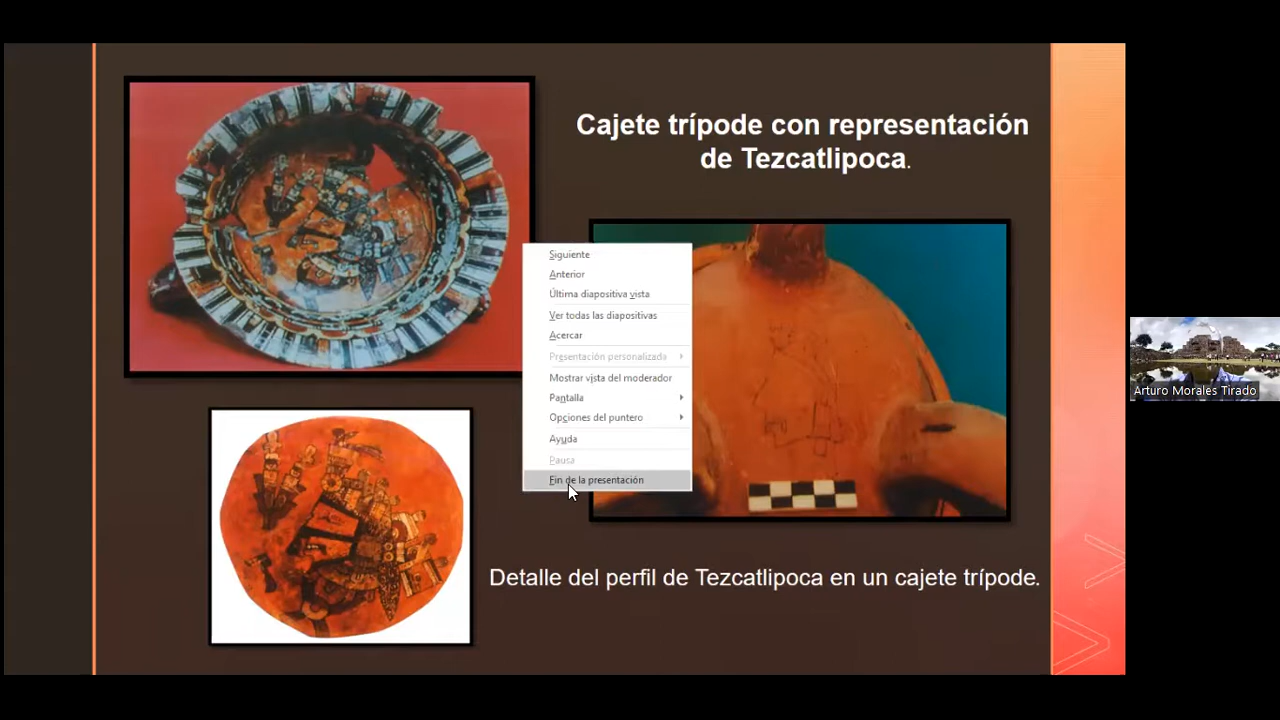 Cajete trípode con representación
de Tezcatlipoca.
Siguiente
Anterior
Última diapositiva vista
Ver todas las diapositivas
Acercar
Presentación personalizada
Mostrar vista del moderador
Pantalla
Opciones del puntero
Ayuda
Pausa
Fin de la presentación
Detalle del perfil de Tezcatlipoca en un cajete trípode.
Arturo Morales Tirado